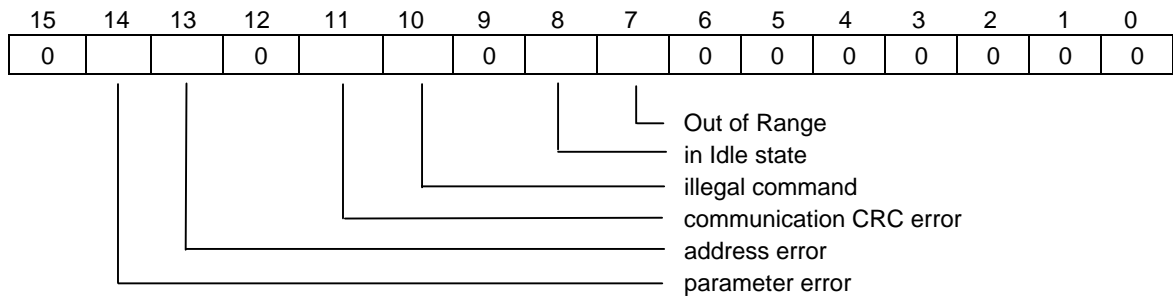 15 14 13 12 11 10 9 8 7 6 5 4 3 2 1 0
0 0 0 0 0 0 0 0 0 0
Out of Range
in Idle state
illegal command
communication CRC error
address error
parameter error